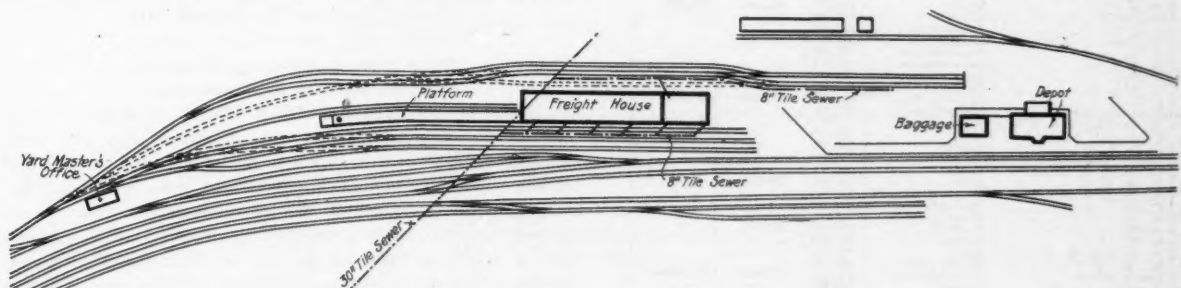 Platform
Freight House
8" Tile Sewer
Depot
Baggage
Yard Master's
Office
8" Tile Sewer
30" Tile Sewer